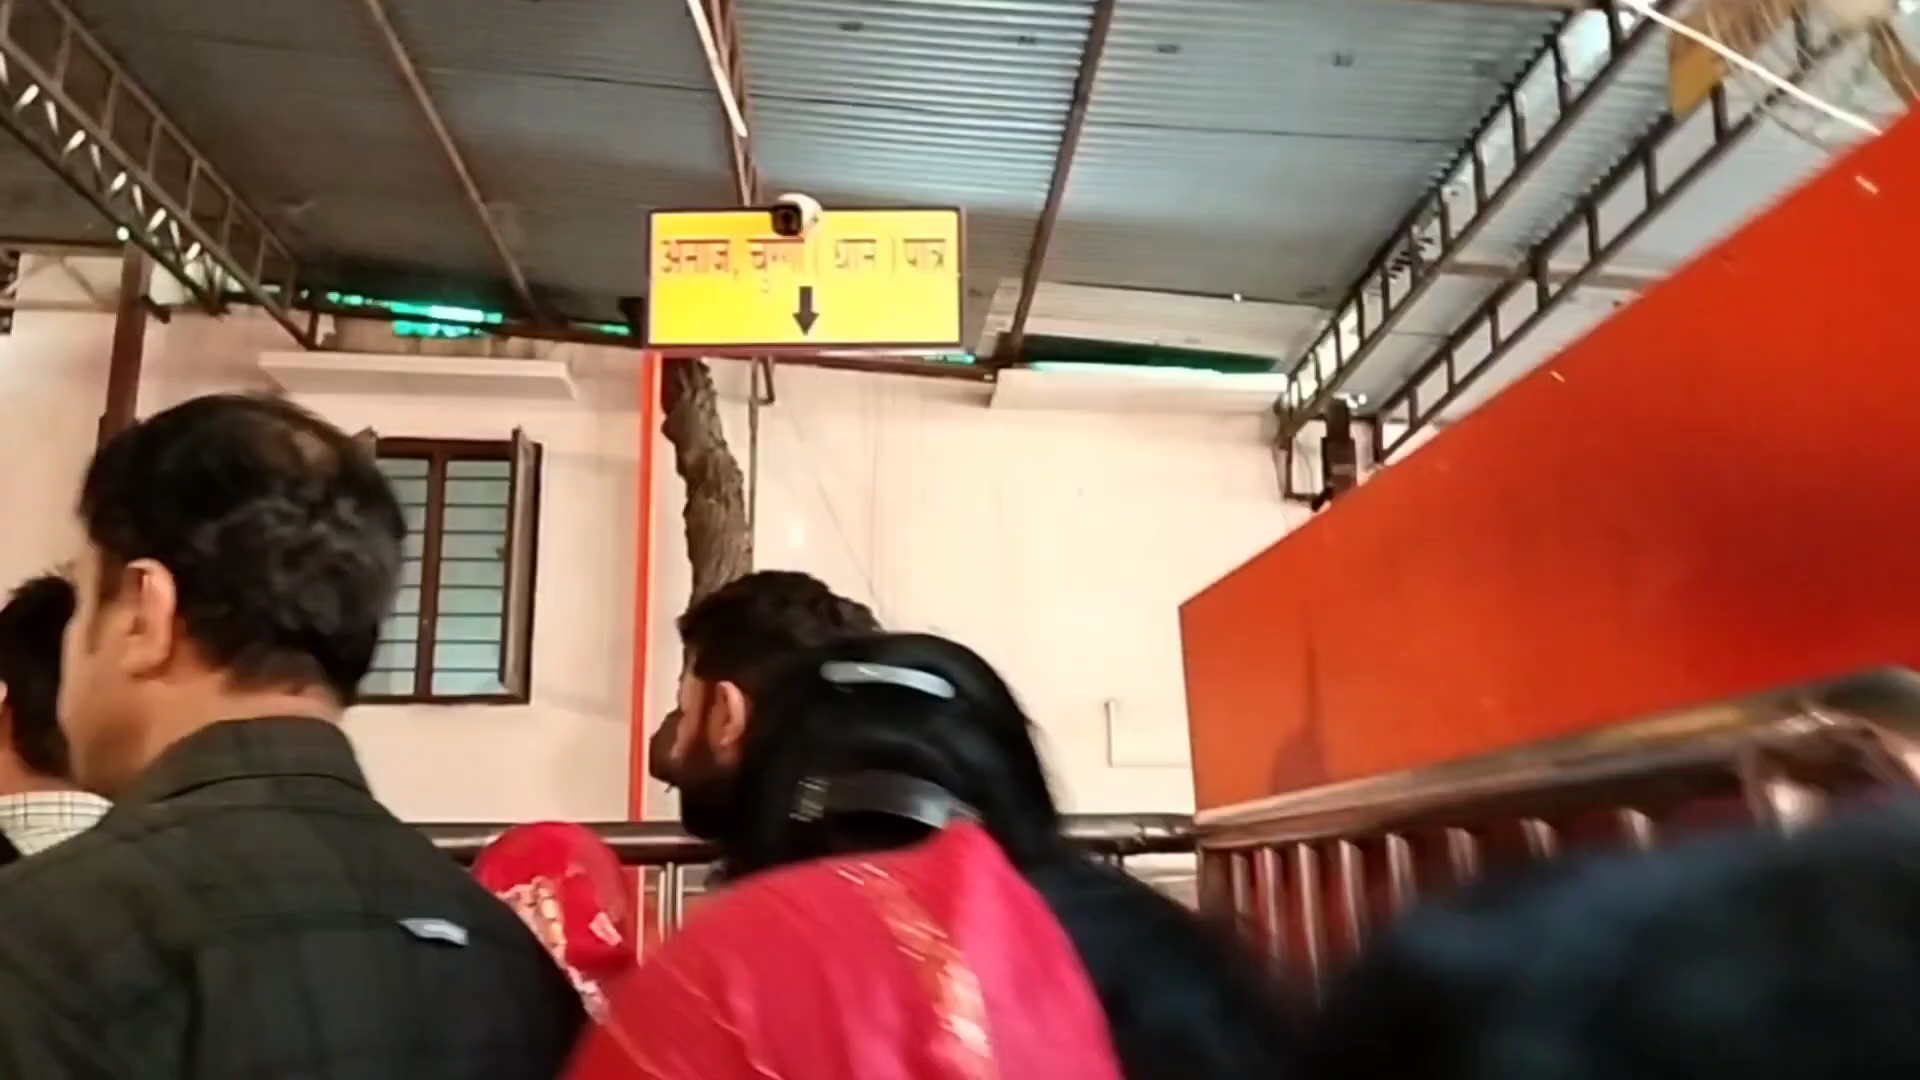 अनाज, चुग्गा ( धान ) पात्र